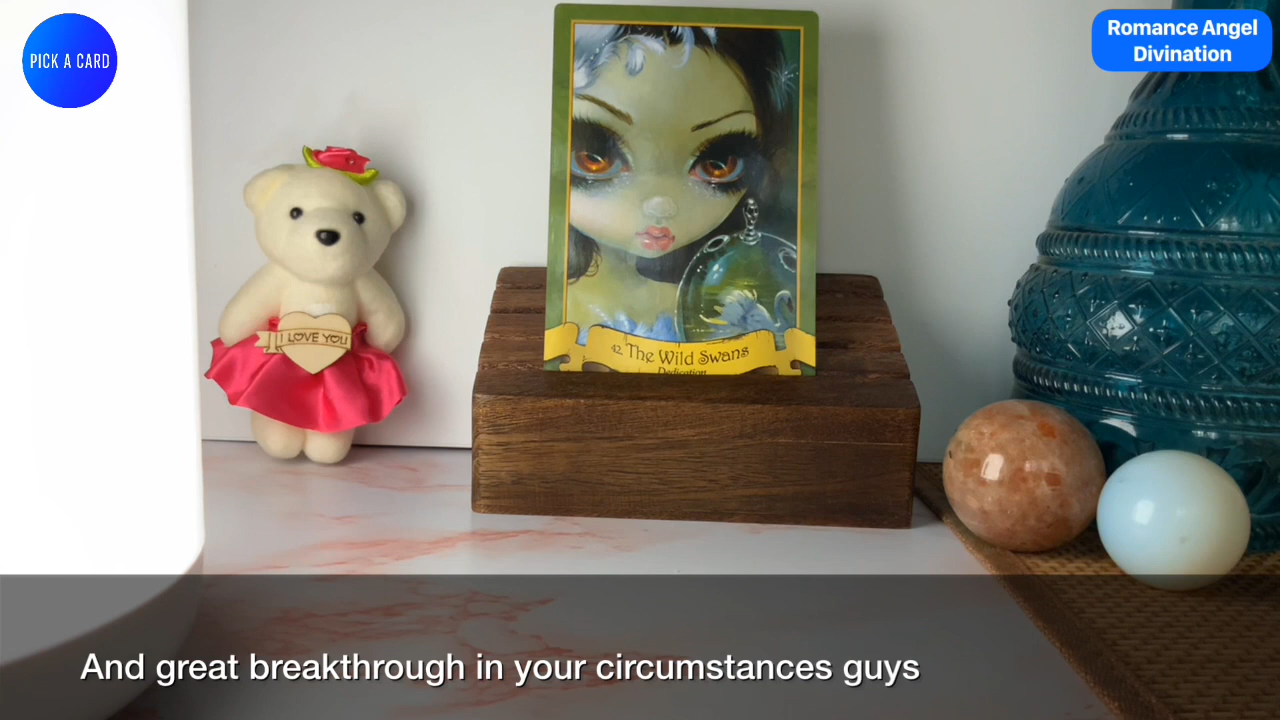 PICK A CARD
Romance Angel
Divination
I LOVE YOU
42 The Wild Swans
Dedication
And great breakthrough in your circumstances guys